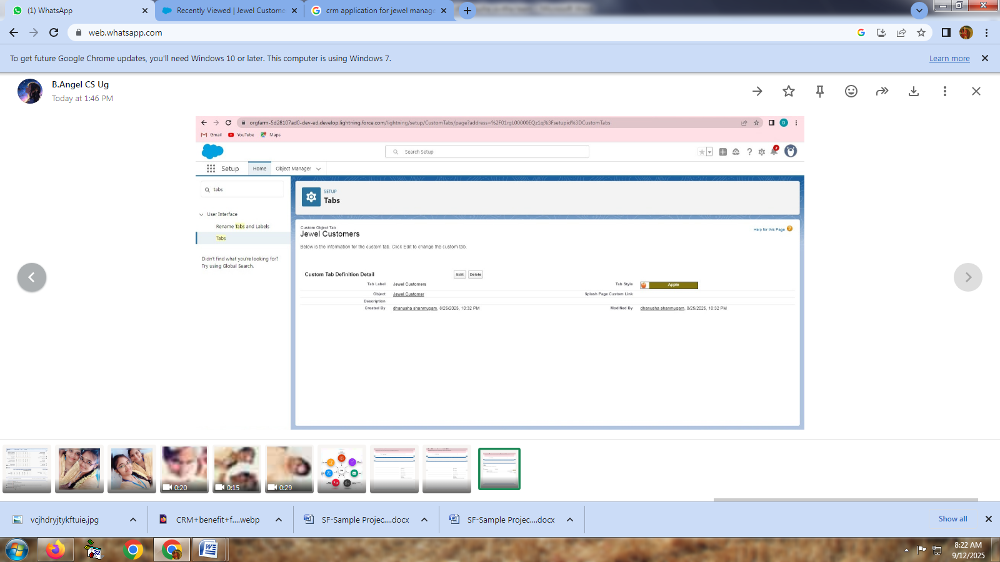 (1) WhatsApp
Recently Viewed | Jewel Custome
crm application for jewel manage
web.whatsapp.com
To get future Google Chrome updates, you'll need Windows 10 or later. This computer is using Windows 7.
Learn more
B.Angel CS Ug
Today at 1:46 PM
orgfarm-5d28107ad0-dev-ed.develop.lightning.force.com/lightning/setup/CustomTabs/page?address=%2F01rgL00000EQz1q%3Fsetupid%3DCustomTabs
D
Gmail
YouTube
Maps
Search Setup
2
Setup
Home
Object Manager
tabs
SETUP
Tabs
User Interface
Rename Tabs and Labels
Tabs
Didn't find what you're looking for?
Try using Global Search.
Custom Object Tab
Jewel Customers
Help for this Page
Below is the information for the custom tab. Click Edit to change the custom tab.
Custom Tab Definition Detail
Edit
Delete
Tab Label Jewel Customers
Tab Style Apple
Object Jewel Customer
Splash Page Custom Link
Description
Created By dhanusha shanmugam, 8/25/2025, 10:32 PM
Modified By dhanusha shanmugam, 8/25/2025, 10:32 PM
0:20
0:15
0:29
vcjhdryjtykftuie.jpg
CRM+benefit+f....webp
SF-Sample Projec....docx
SF-Sample Projec....docx
Show all
8:22 AM
9/12/2025